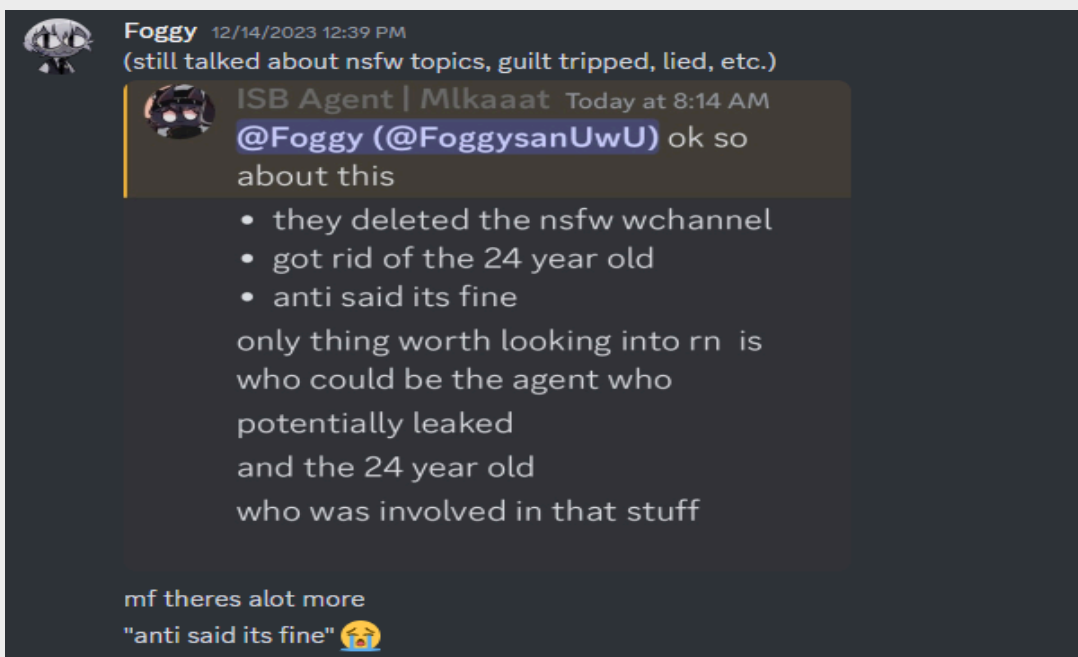 Foggy 12/14/2023 12:39 PM
(still talked about nsfw topics, guilt tripped, lied, etc.)
ISB Agent | Mlkaaat Today at 8:14 AM
@Foggy (@FoggysanUwU) ok so
about this
• they deleted the nsfw wchannel
• got rid of the 24 year old
• anti said its fine
only thing worth looking into rn is
who could be the agent who
potentially leaked
and the 24 year old
who was involved in that stuff
mf theres alot more
"anti said its fine" 😭